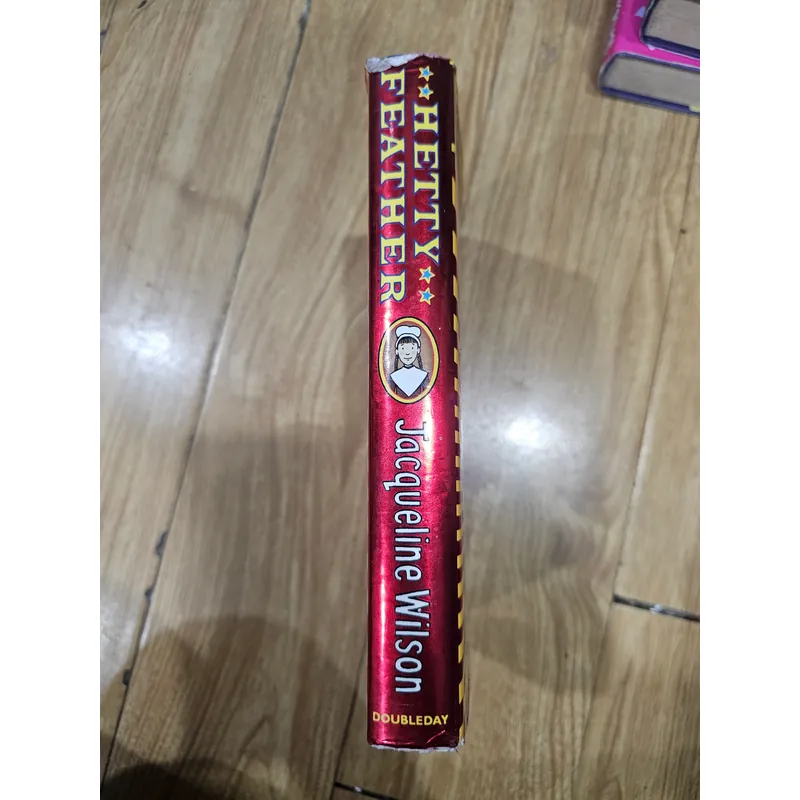 HETTY
FEATHER
Jacqueline Wilson
DOUBLEDAY